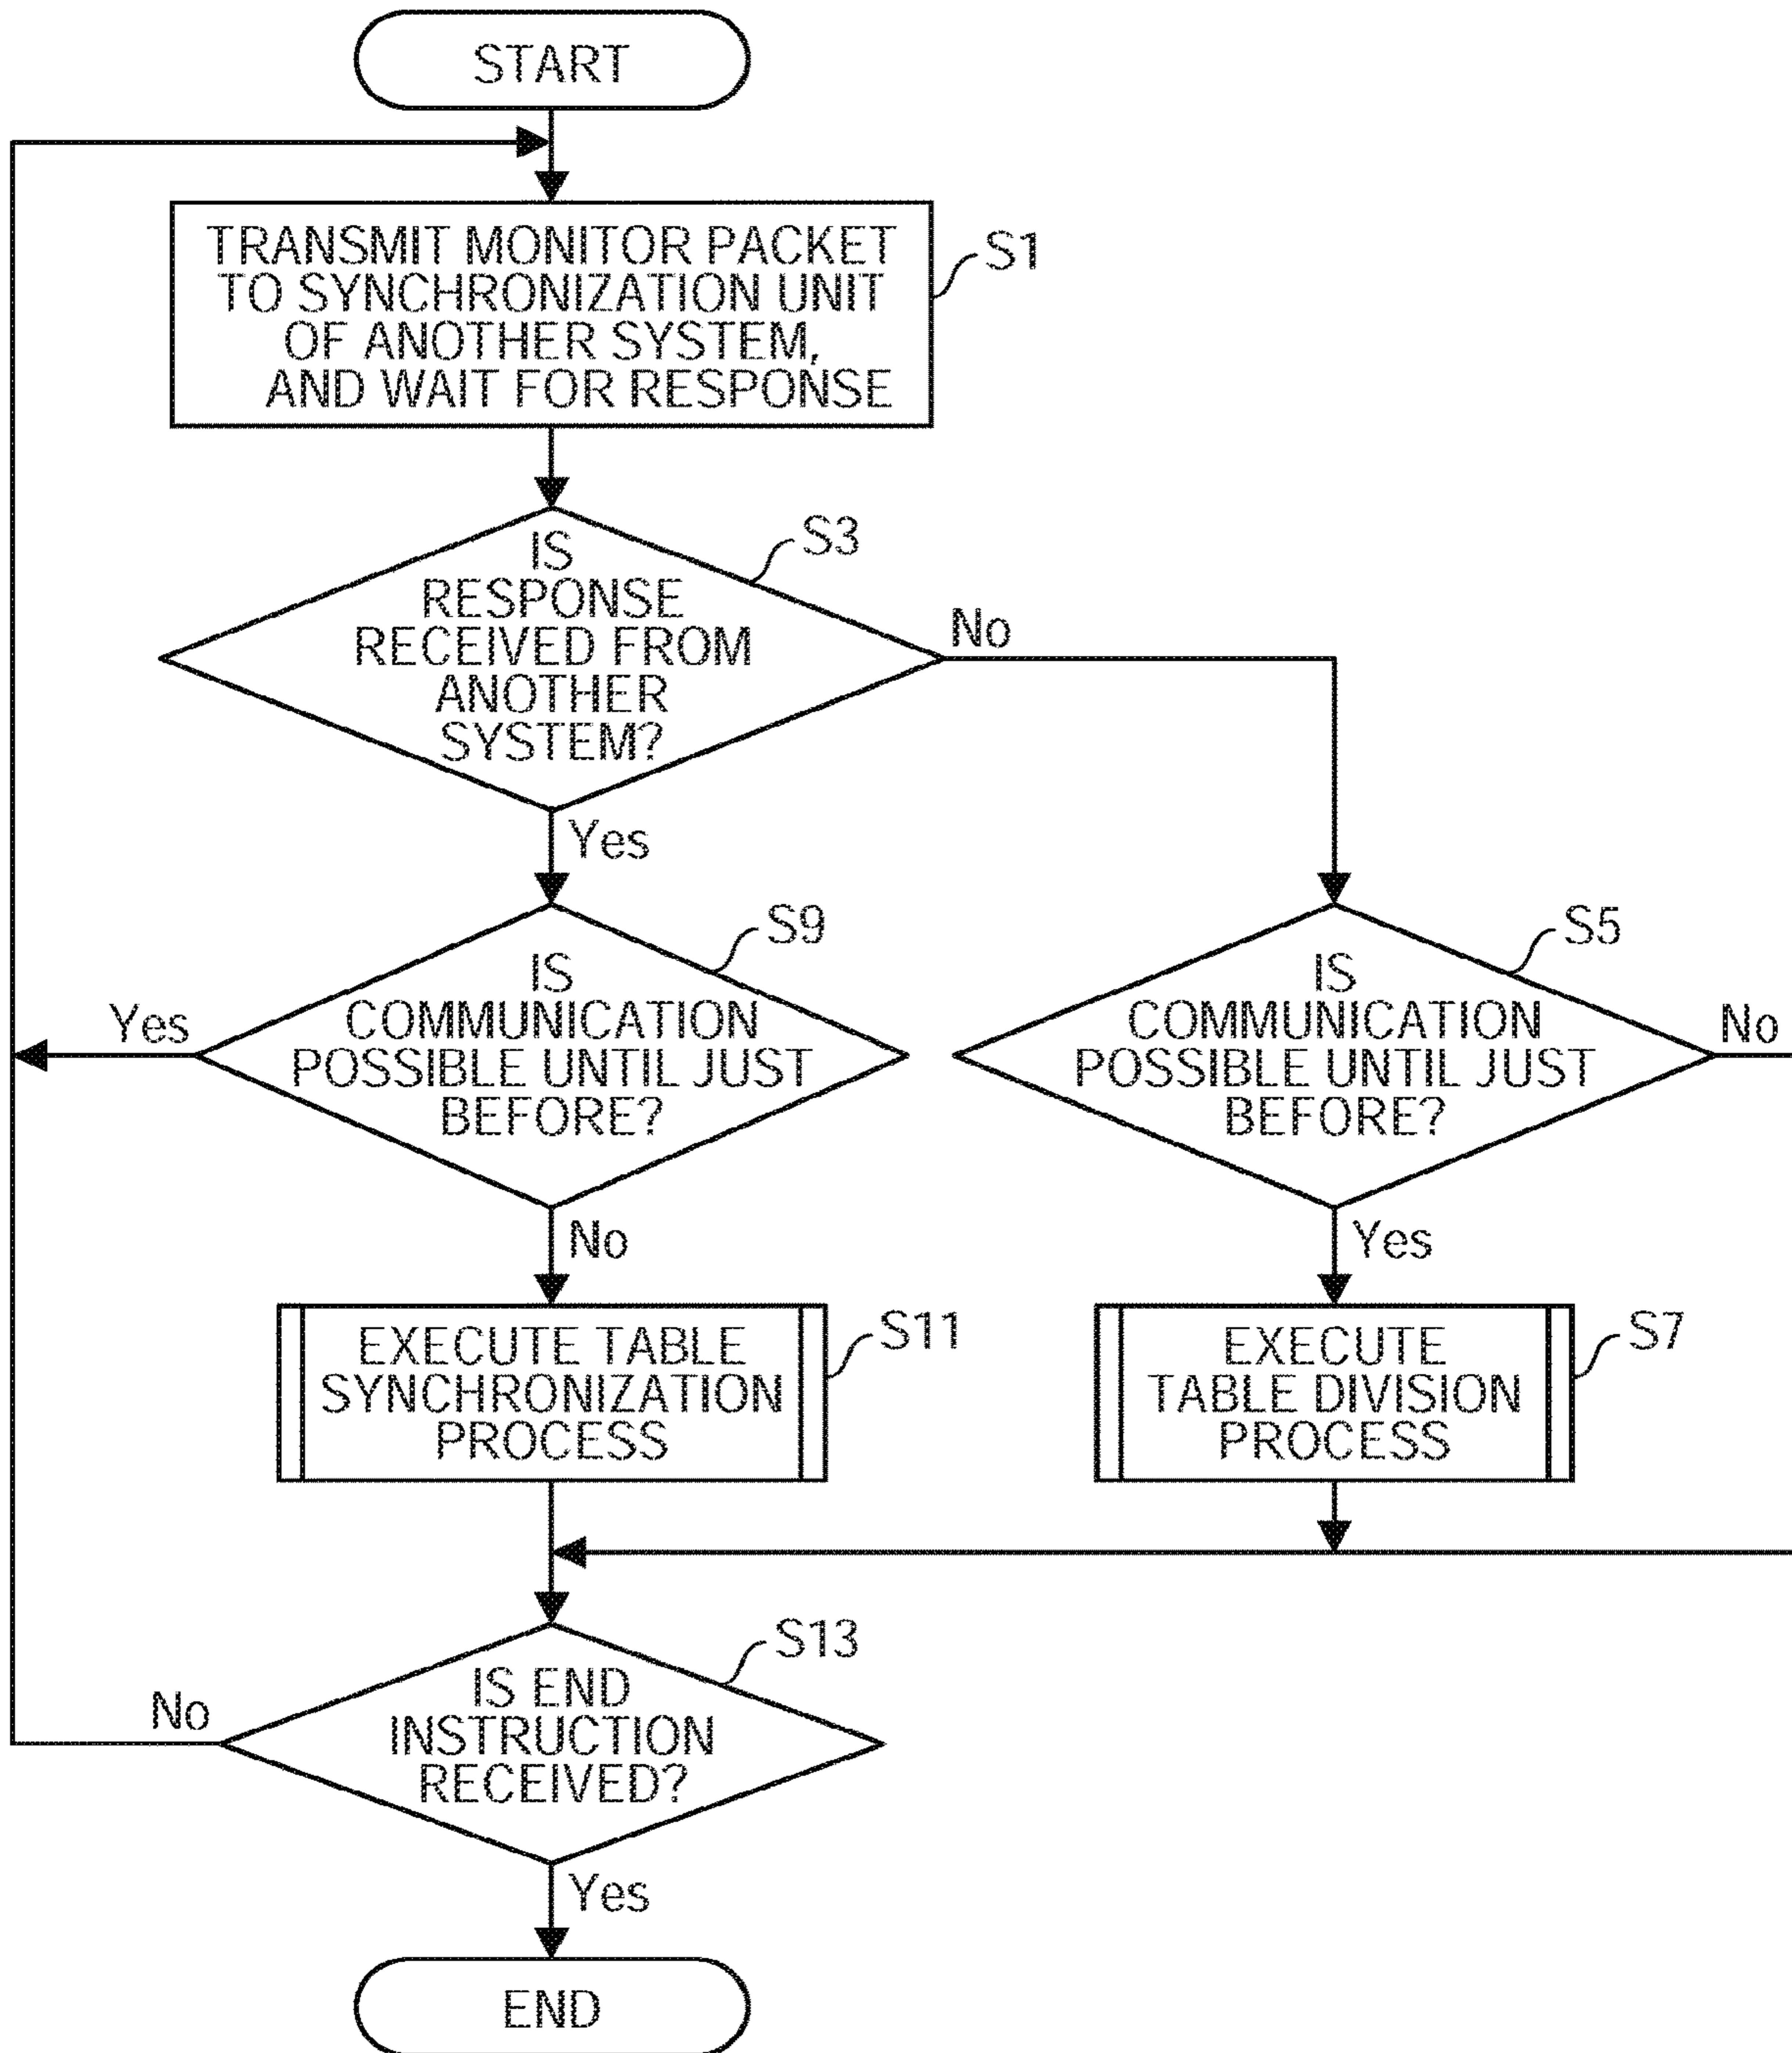 START
TRANSMIT MONITOR PACKET
TO SYNCHRONIZATION UNIT
OF ANOTHER SYSTEM,
AND WAIT FOR RESPONSE
S1
IS
RESPONSE
RECEIVED FROM
ANOTHER
SYSTEM?
S3
No
Yes
IS
COMMUNICATION
POSSIBLE UNTIL JUST
BEFORE?
S9
Yes
No
IS
COMMUNICATION
POSSIBLE UNTIL JUST
BEFORE?
S5
No
Yes
EXECUTE TABLE
SYNCHRONIZATION
PROCESS
S11
EXECUTE
TABLE DIVISION
PROCESS
S7
IS END
INSTRUCTION
RECEIVED?
S13
No
Yes
END